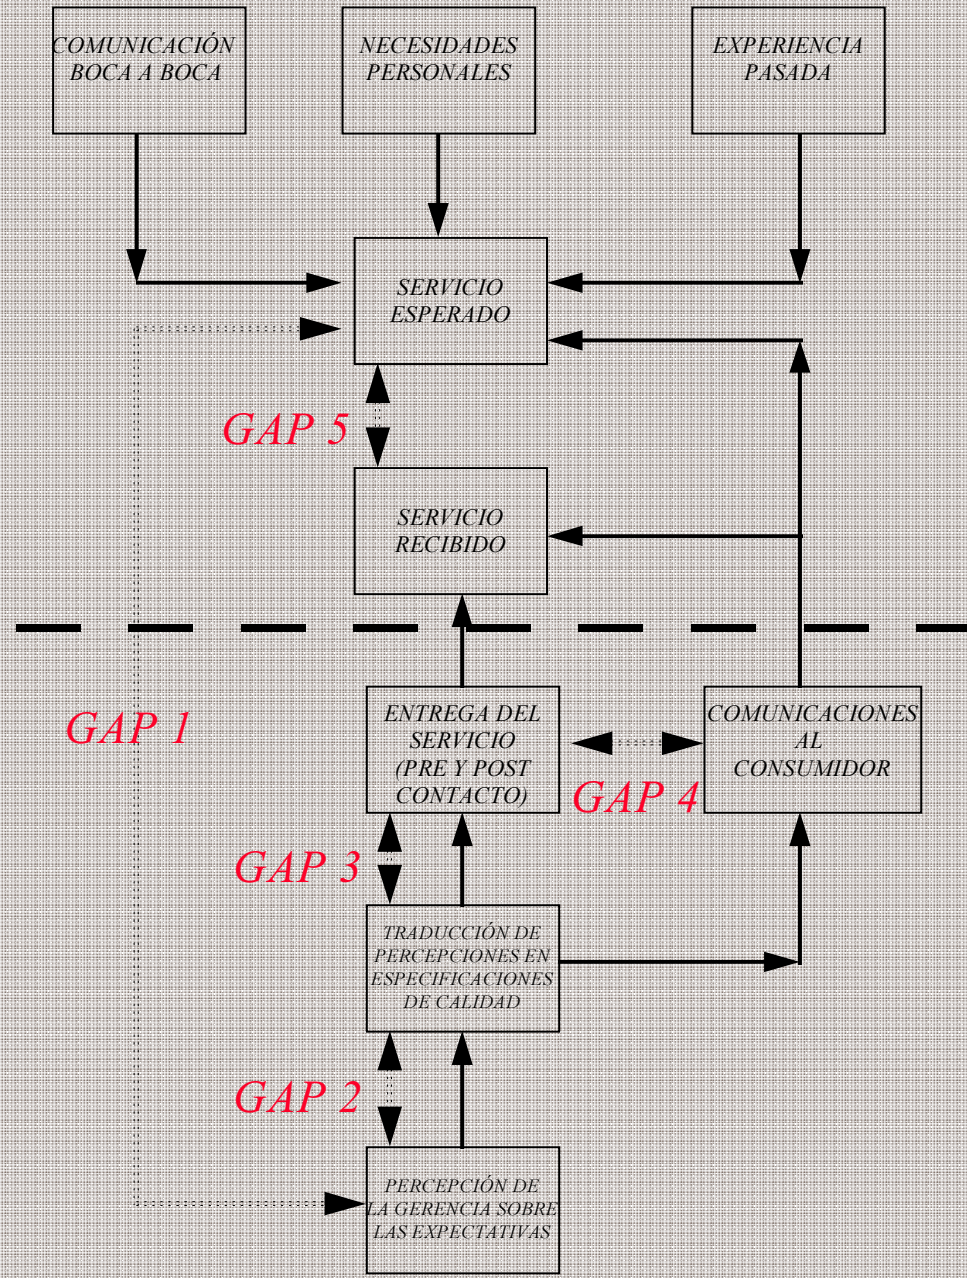 COMUNICACIÓN
BOCA A BOCA
NECESIDADES
PERSONALES
EXPERIENCIA
PASADA
SERVICIO
ESPERADO
GAP 5
SERVICIO
RECIBIDO
GAP 1
ENTREGA DEL
SERVICIO
(PRE Y POST
CONTACTO)
COMUNICACIONES
AL
CONSUMIDOR
GAP 4
GAP 3
TRADUCCIÓN DE
PERCEPCIONES EN
ESPECIFICACIONES
DE CALIDAD
GAP 2
PERCEPCIÓN DE
LA GERENCIA SOBRE
LAS EXPECTATIVAS